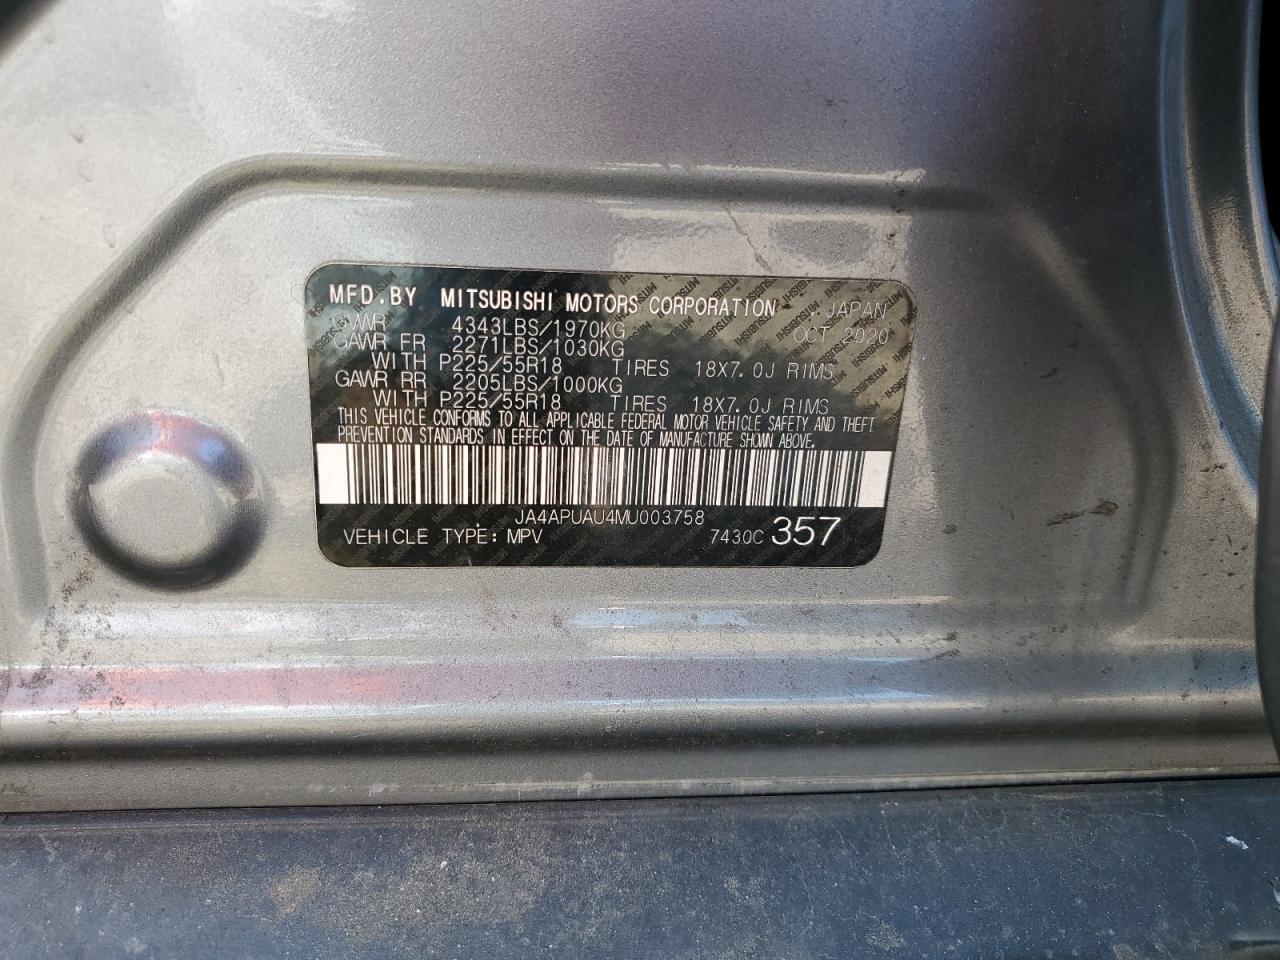 MFD.BY MITSUBISHI MOTORS CORPORATION JAPAN
GVWR 4343LBS/1970KG OCT 2020
GAWR FR 2271LBS/1030KG
WITH P225/55R18 TIRES 18X7.0J RIMS
GAWR RR 2205LBS/1000KG
WITH P225/55R18 TIRES 18X7.0J RIMS
THIS VEHICLE CONFORMS TO ALL APPLICABLE FEDERAL MOTOR VEHICLE SAFETY AND THEFT
PREVENTION STANDARDS IN EFFECT ON THE DATE OF MANUFACTURE SHOWN ABOVE.
JA4APUAU4MU003758
VEHICLE TYPE: MPV 7430C 357